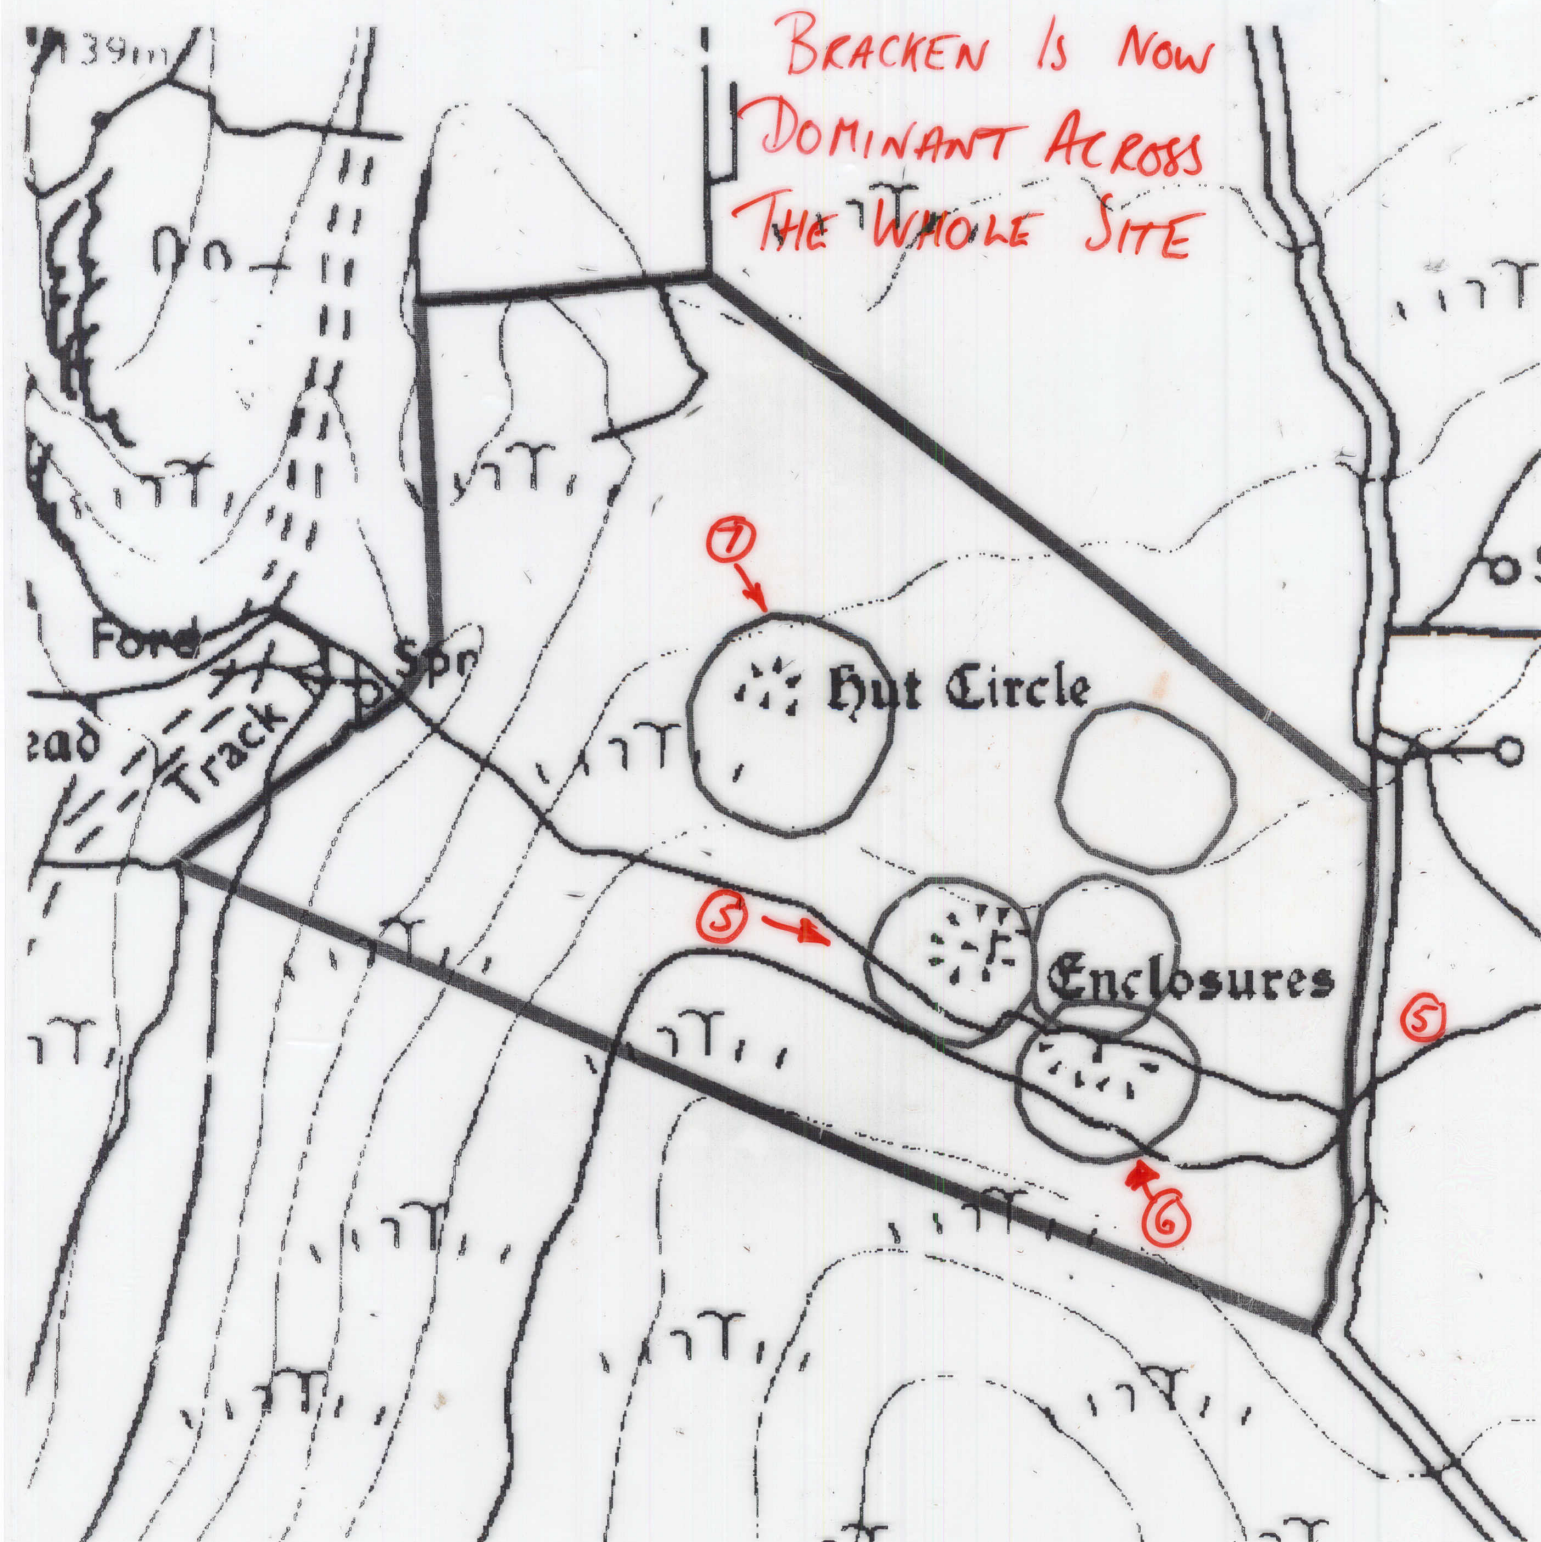 139m
BRACKEN IS NOW
DOMINANT ACROSS
THE WHOLE SITE
7
Ford
Spr
Hut Circle
ead
Track
5
Enclosures
5
6